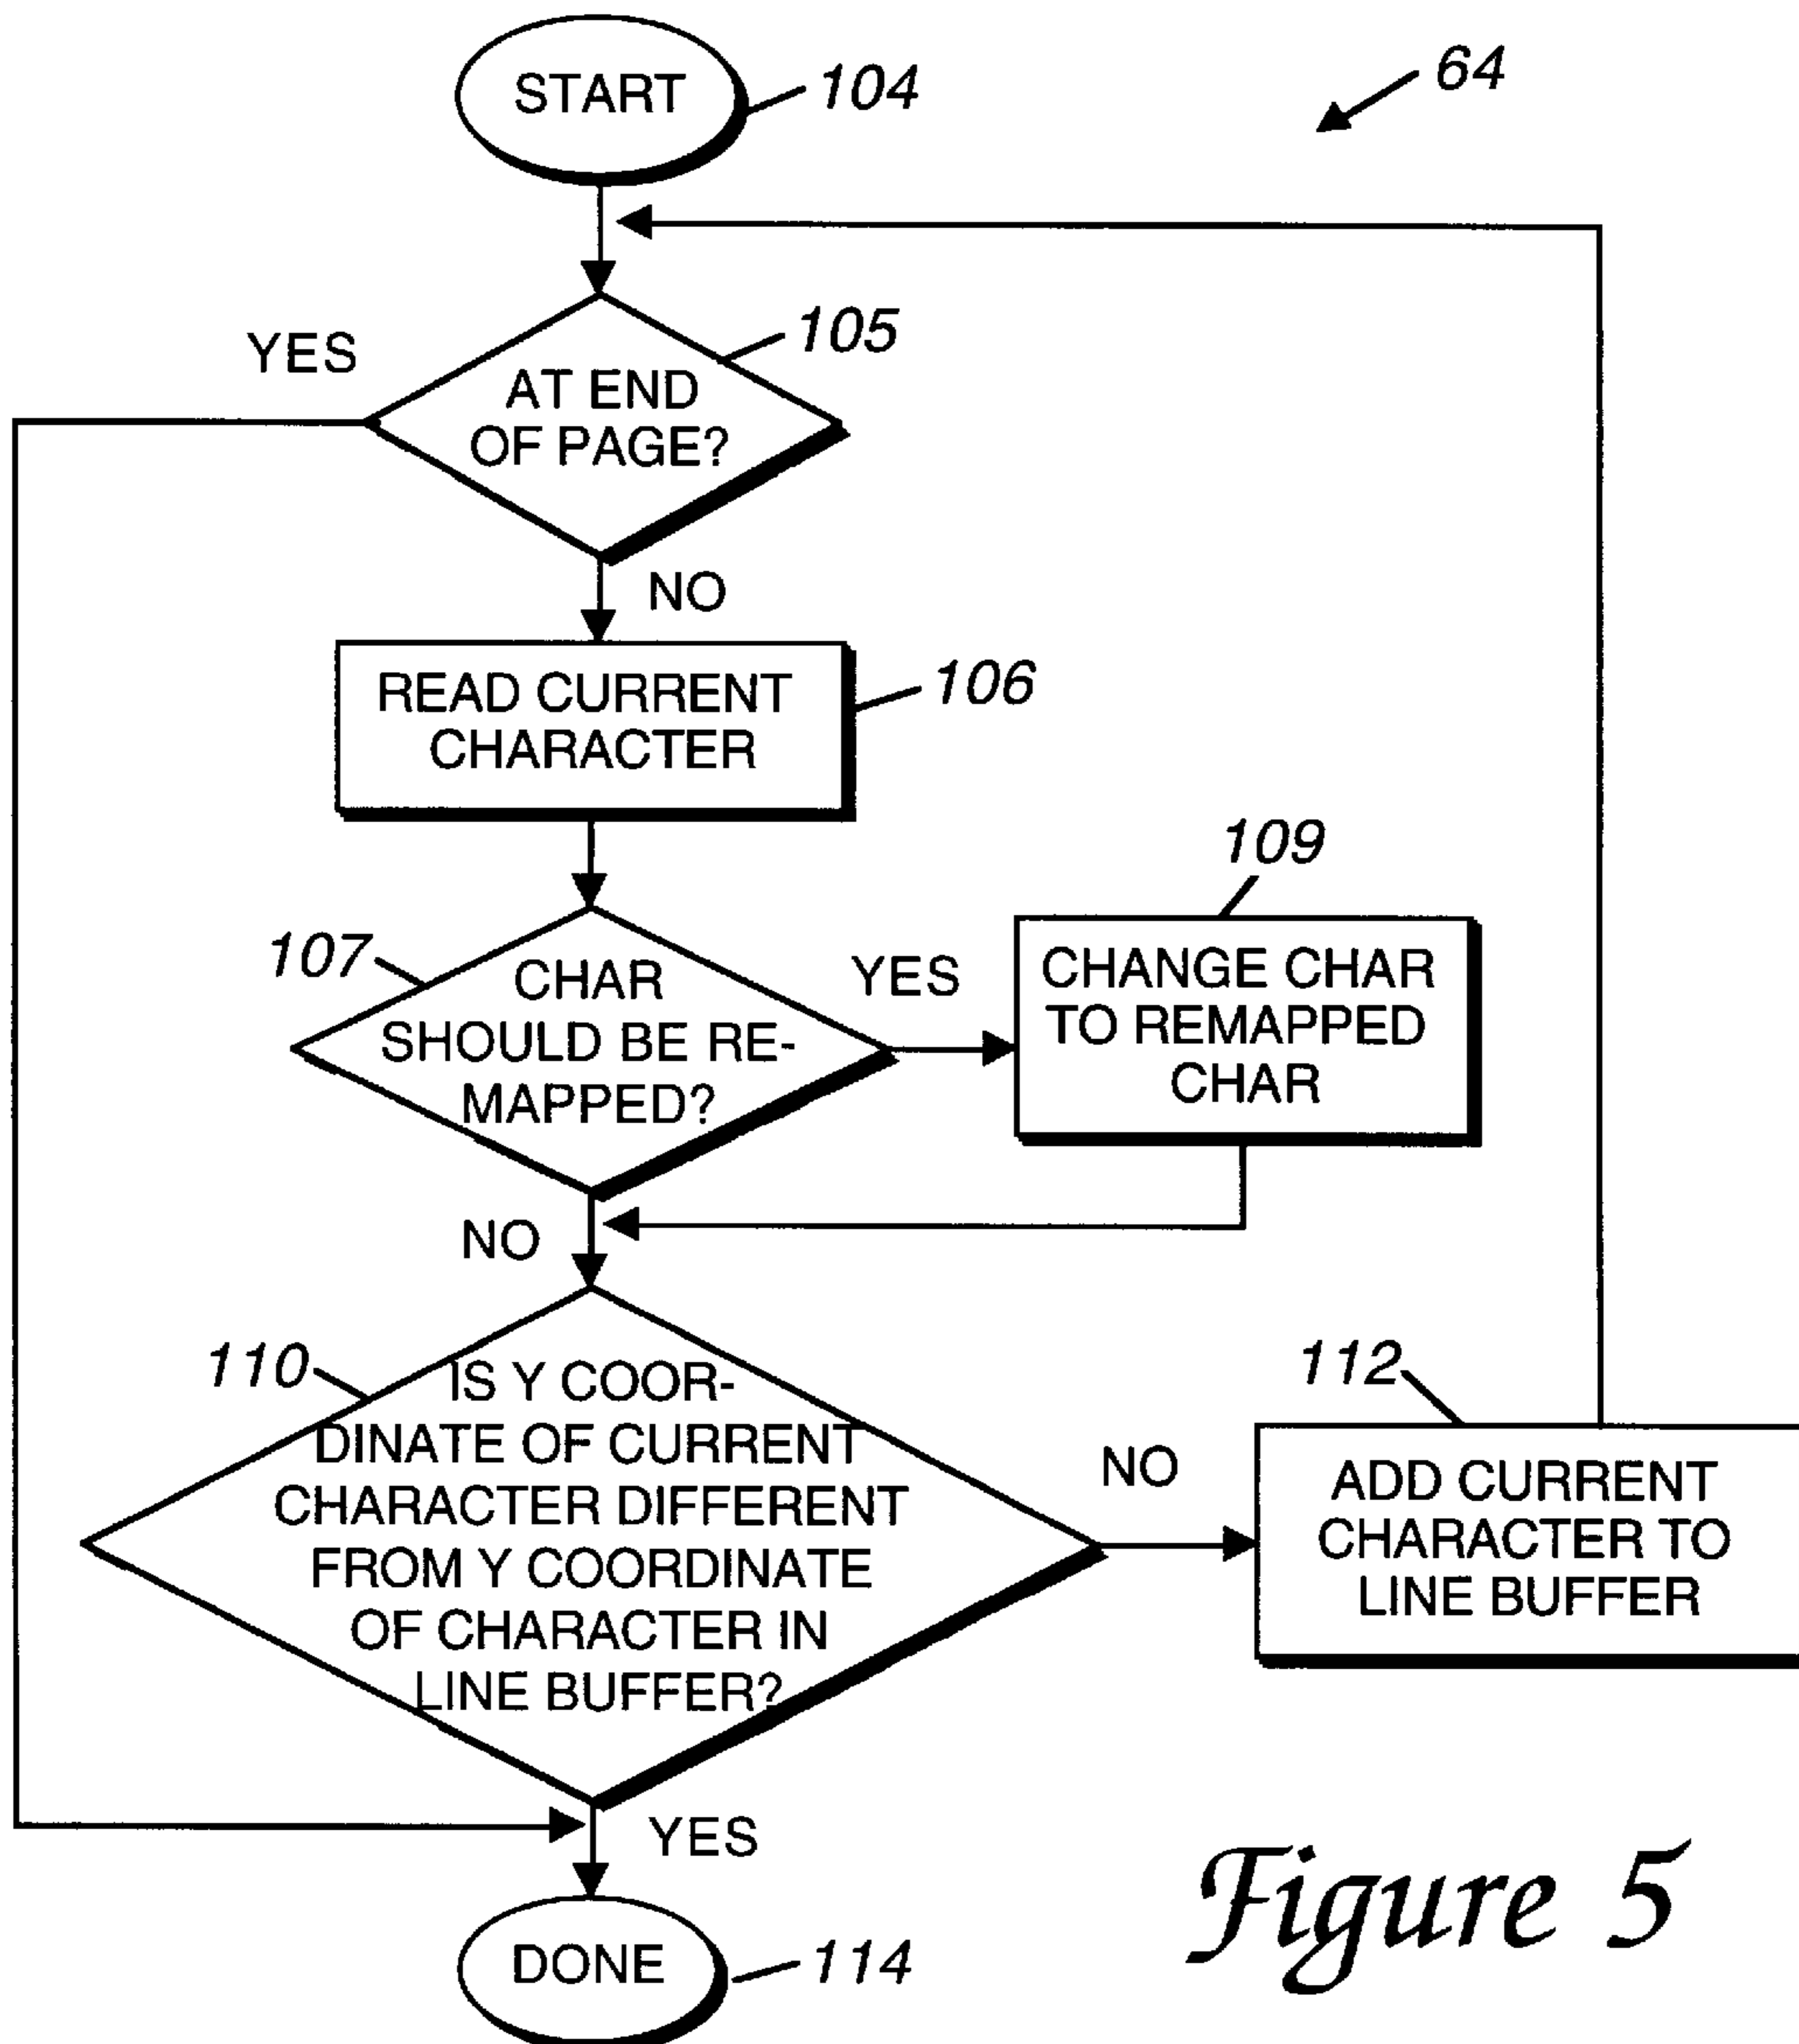 START
104
64
YES
105
AT END
OF PAGE?
NO
READ CURRENT
CHARACTER
106
109
107
CHAR
SHOULD BE RE-
MAPPED?
YES
CHANGE CHAR
TO REMAPPED
CHAR
NO
110
IS Y COOR-
DINATE OF CURRENT
CHARACTER DIFFERENT
FROM Y COORDINATE
OF CHARACTER IN
LINE BUFFER?
NO
112
ADD CURRENT
CHARACTER TO
LINE BUFFER
YES
DONE
114
Figure 5